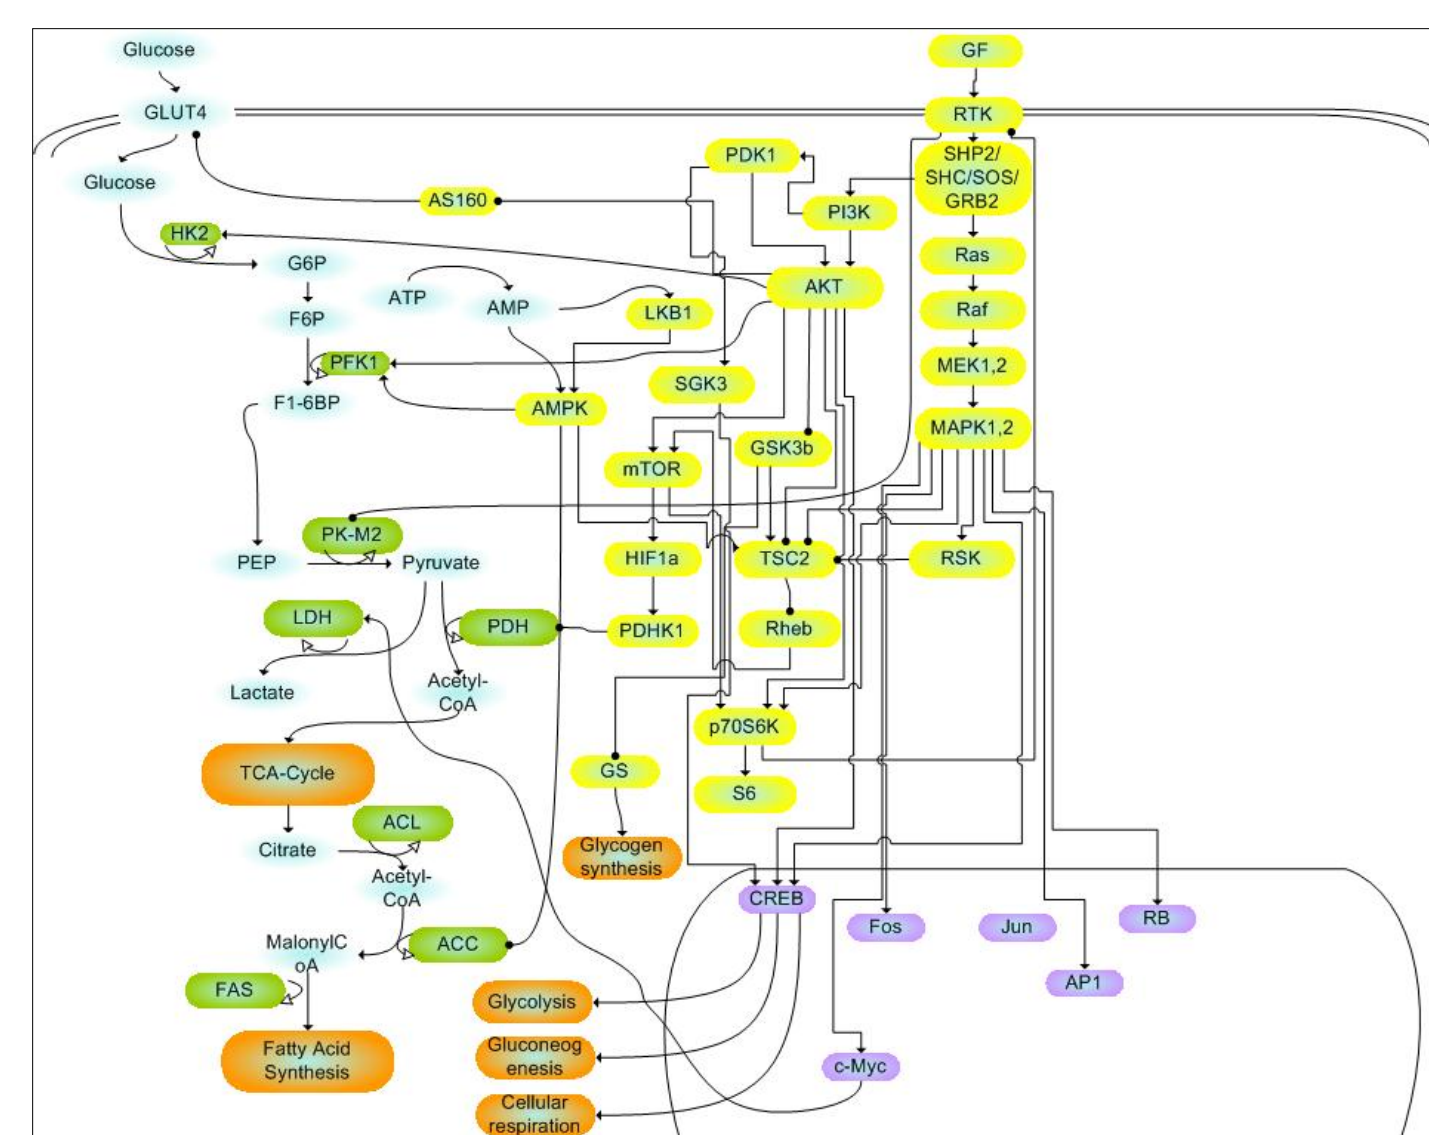 Glucose
GF
GLUT4
RTK
PDK1
SHP2/
SHC/SOS/
GRB2
Glucose
AS160
PI3K
HK2
Ras
G6P
AKT
ATP
AMP
LKB1
Raf
F6P
PFK1
MEK1,2
SGK3
F1-6BP
AMPK
MAPK1,2
GSK3b
mTOR
PK-M2
PEP
Pyruvate
HIF1a
TSC2
RSK
LDH
PDH
PDHK1
Rheb
Lactate
Acetyl-
CoA
p70S6K
TCA-Cycle
GS
S6
ACL
Citrate
Glycogen
synthesis
Acetyl-
CoA
CREB
Fos
Jun
RB
MalonylC
oA
ACC
AP1
FAS
Glycolysis
Fatty Acid
Synthesis
Gluconeog
enesis
c-Myc
Cellular
respiration